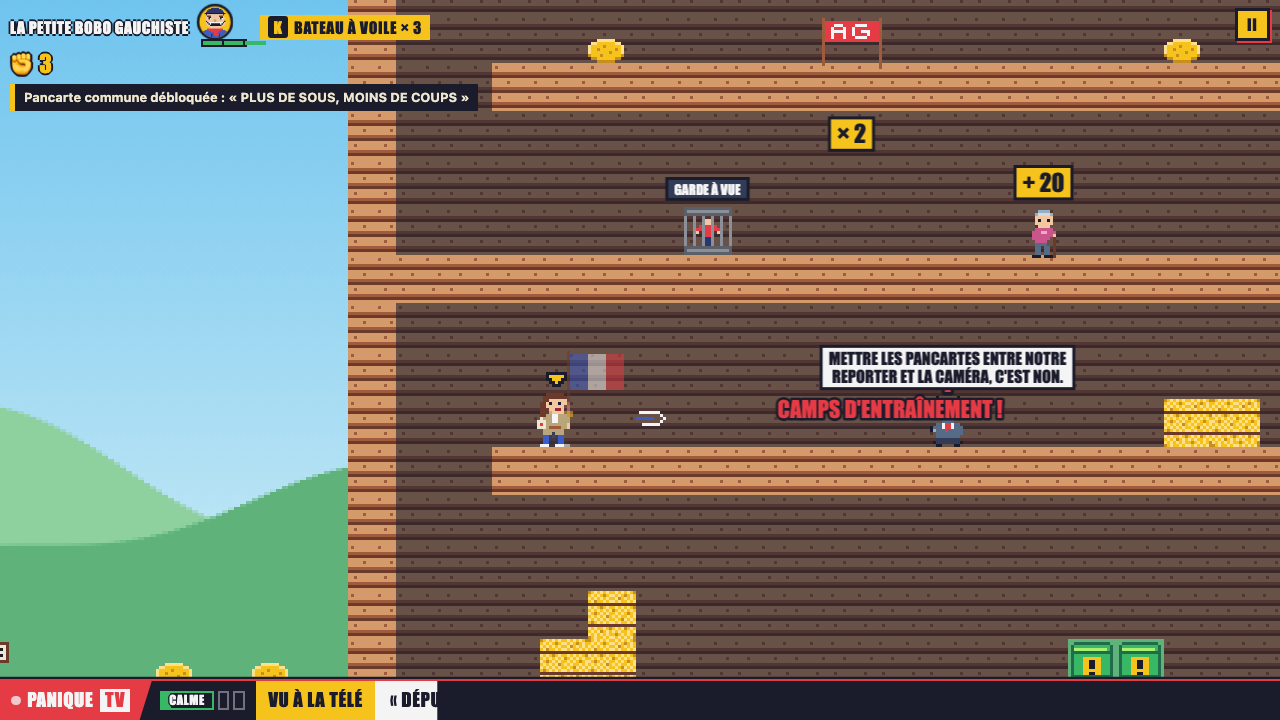 LA PETITE BOBO GAUCHISTE
K BATEAU À VOILE × 3
3
Pancarte commune débloquée : « PLUS DE SOUS, MOINS DE COUPS »
AG
× 2
GARDE À VUE
+ 20
METTRE LES PANCARTES ENTRE NOTRE
REPORTER ET LA CAMÉRA, C'EST NON.
CAMPS D'ENTRAÎNEMENT !
PANIQUE TV
CALME
VU À LA TÉLÉ
« DÉPU